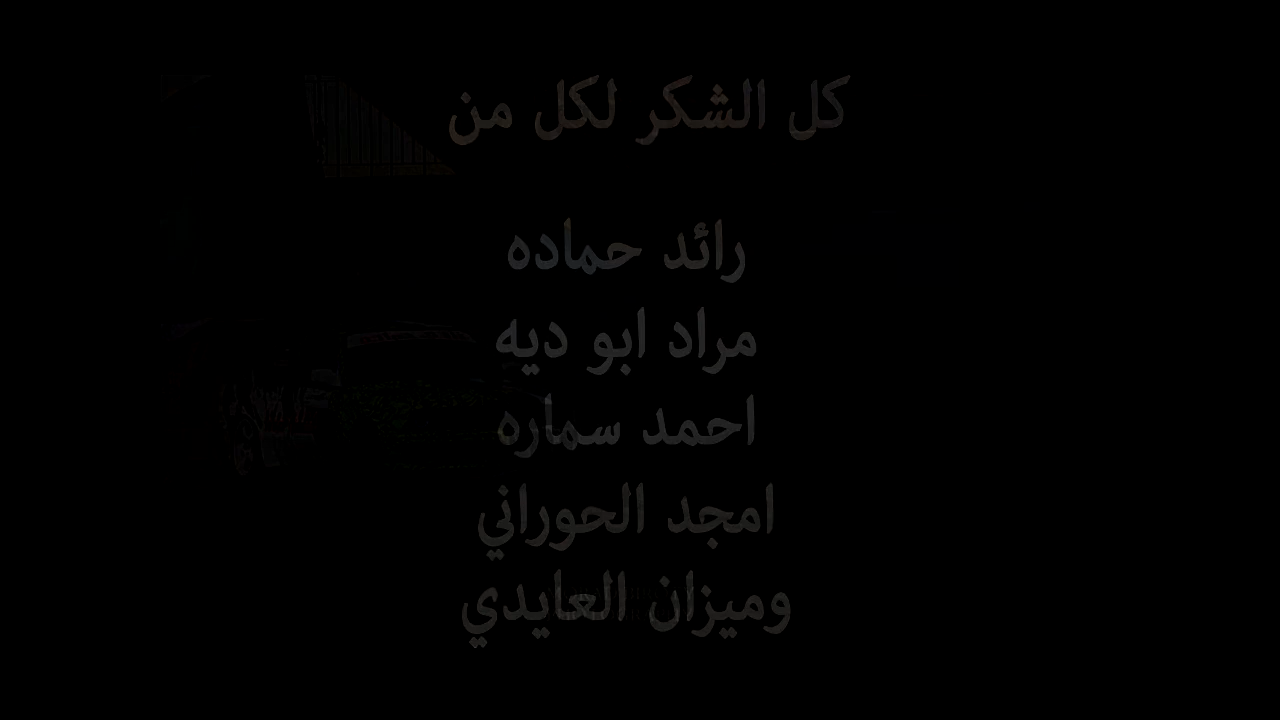 كل الشكر لكل من
رائد حماده
مراد ابو ديه
احمد سماره
امجد الحوراني
وميزان العايدي